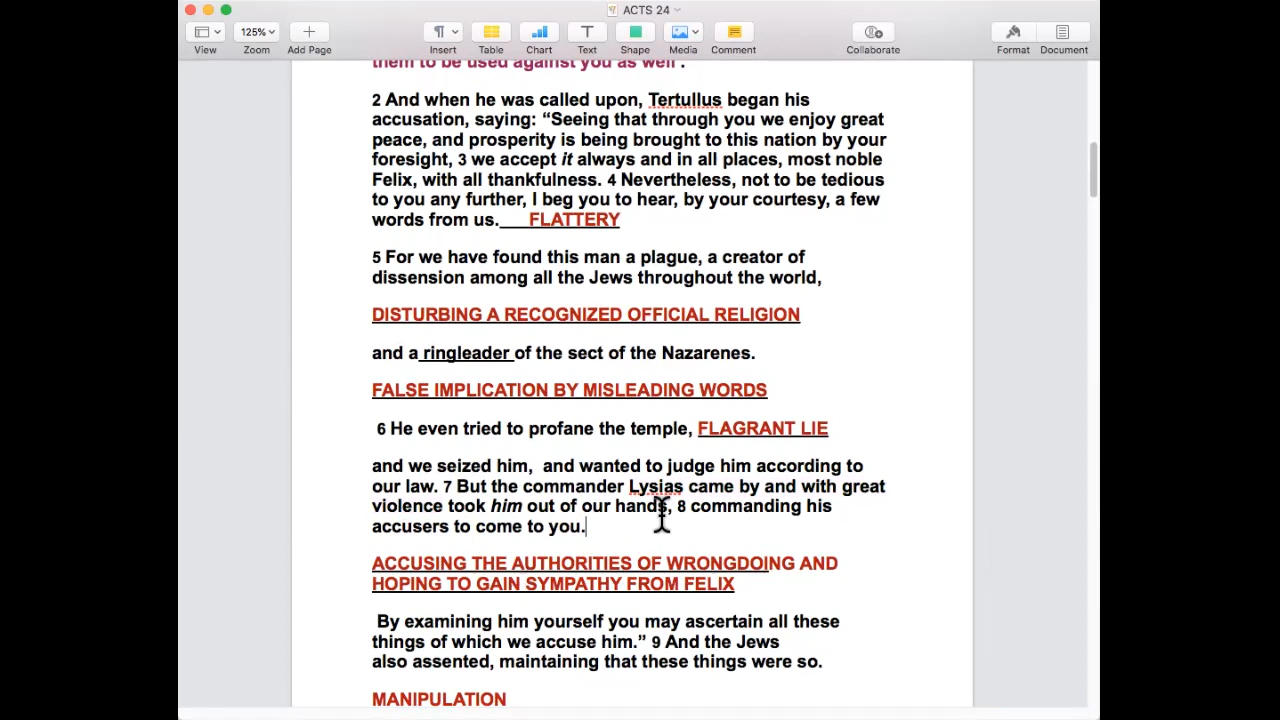 ACTS 24
125%
View
Zoom
Add Page
Insert
Table
Chart
Text
Shape
Media
Comment
Collaborate
Format
Document
them to be used against you as well".
2 And when he was called upon, Tertullus began his
accusation, saying: “Seeing that through you we enjoy great
peace, and prosperity is being brought to this nation by your
foresight, 3 we accept it always and in all places, most noble
Felix, with all thankfulness. 4 Nevertheless, not to be tedious
to you any further, I beg you to hear, by your courtesy, a few
words from us. FLATTERY
5 For we have found this man a plague, a creator of
dissension among all the Jews throughout the world,
DISTURBING A RECOGNIZED OFFICIAL RELIGION
and a ringleader of the sect of the Nazarenes.
FALSE IMPLICATION BY MISLEADING WORDS
6 He even tried to profane the temple, FLAGRANT LIE
and we seized him, and wanted to judge him according to
our law. 7 But the commander Lysias came by and with great
violence took him out of our hands, 8 commanding his
accusers to come to you.
ACCUSING THE AUTHORITIES OF WRONGDOING AND
HOPING TO GAIN SYMPATHY FROM FELIX
By examining him yourself you may ascertain all these
things of which we accuse him.” 9 And the Jews
also assented, maintaining that these things were so.
MANIPULATION